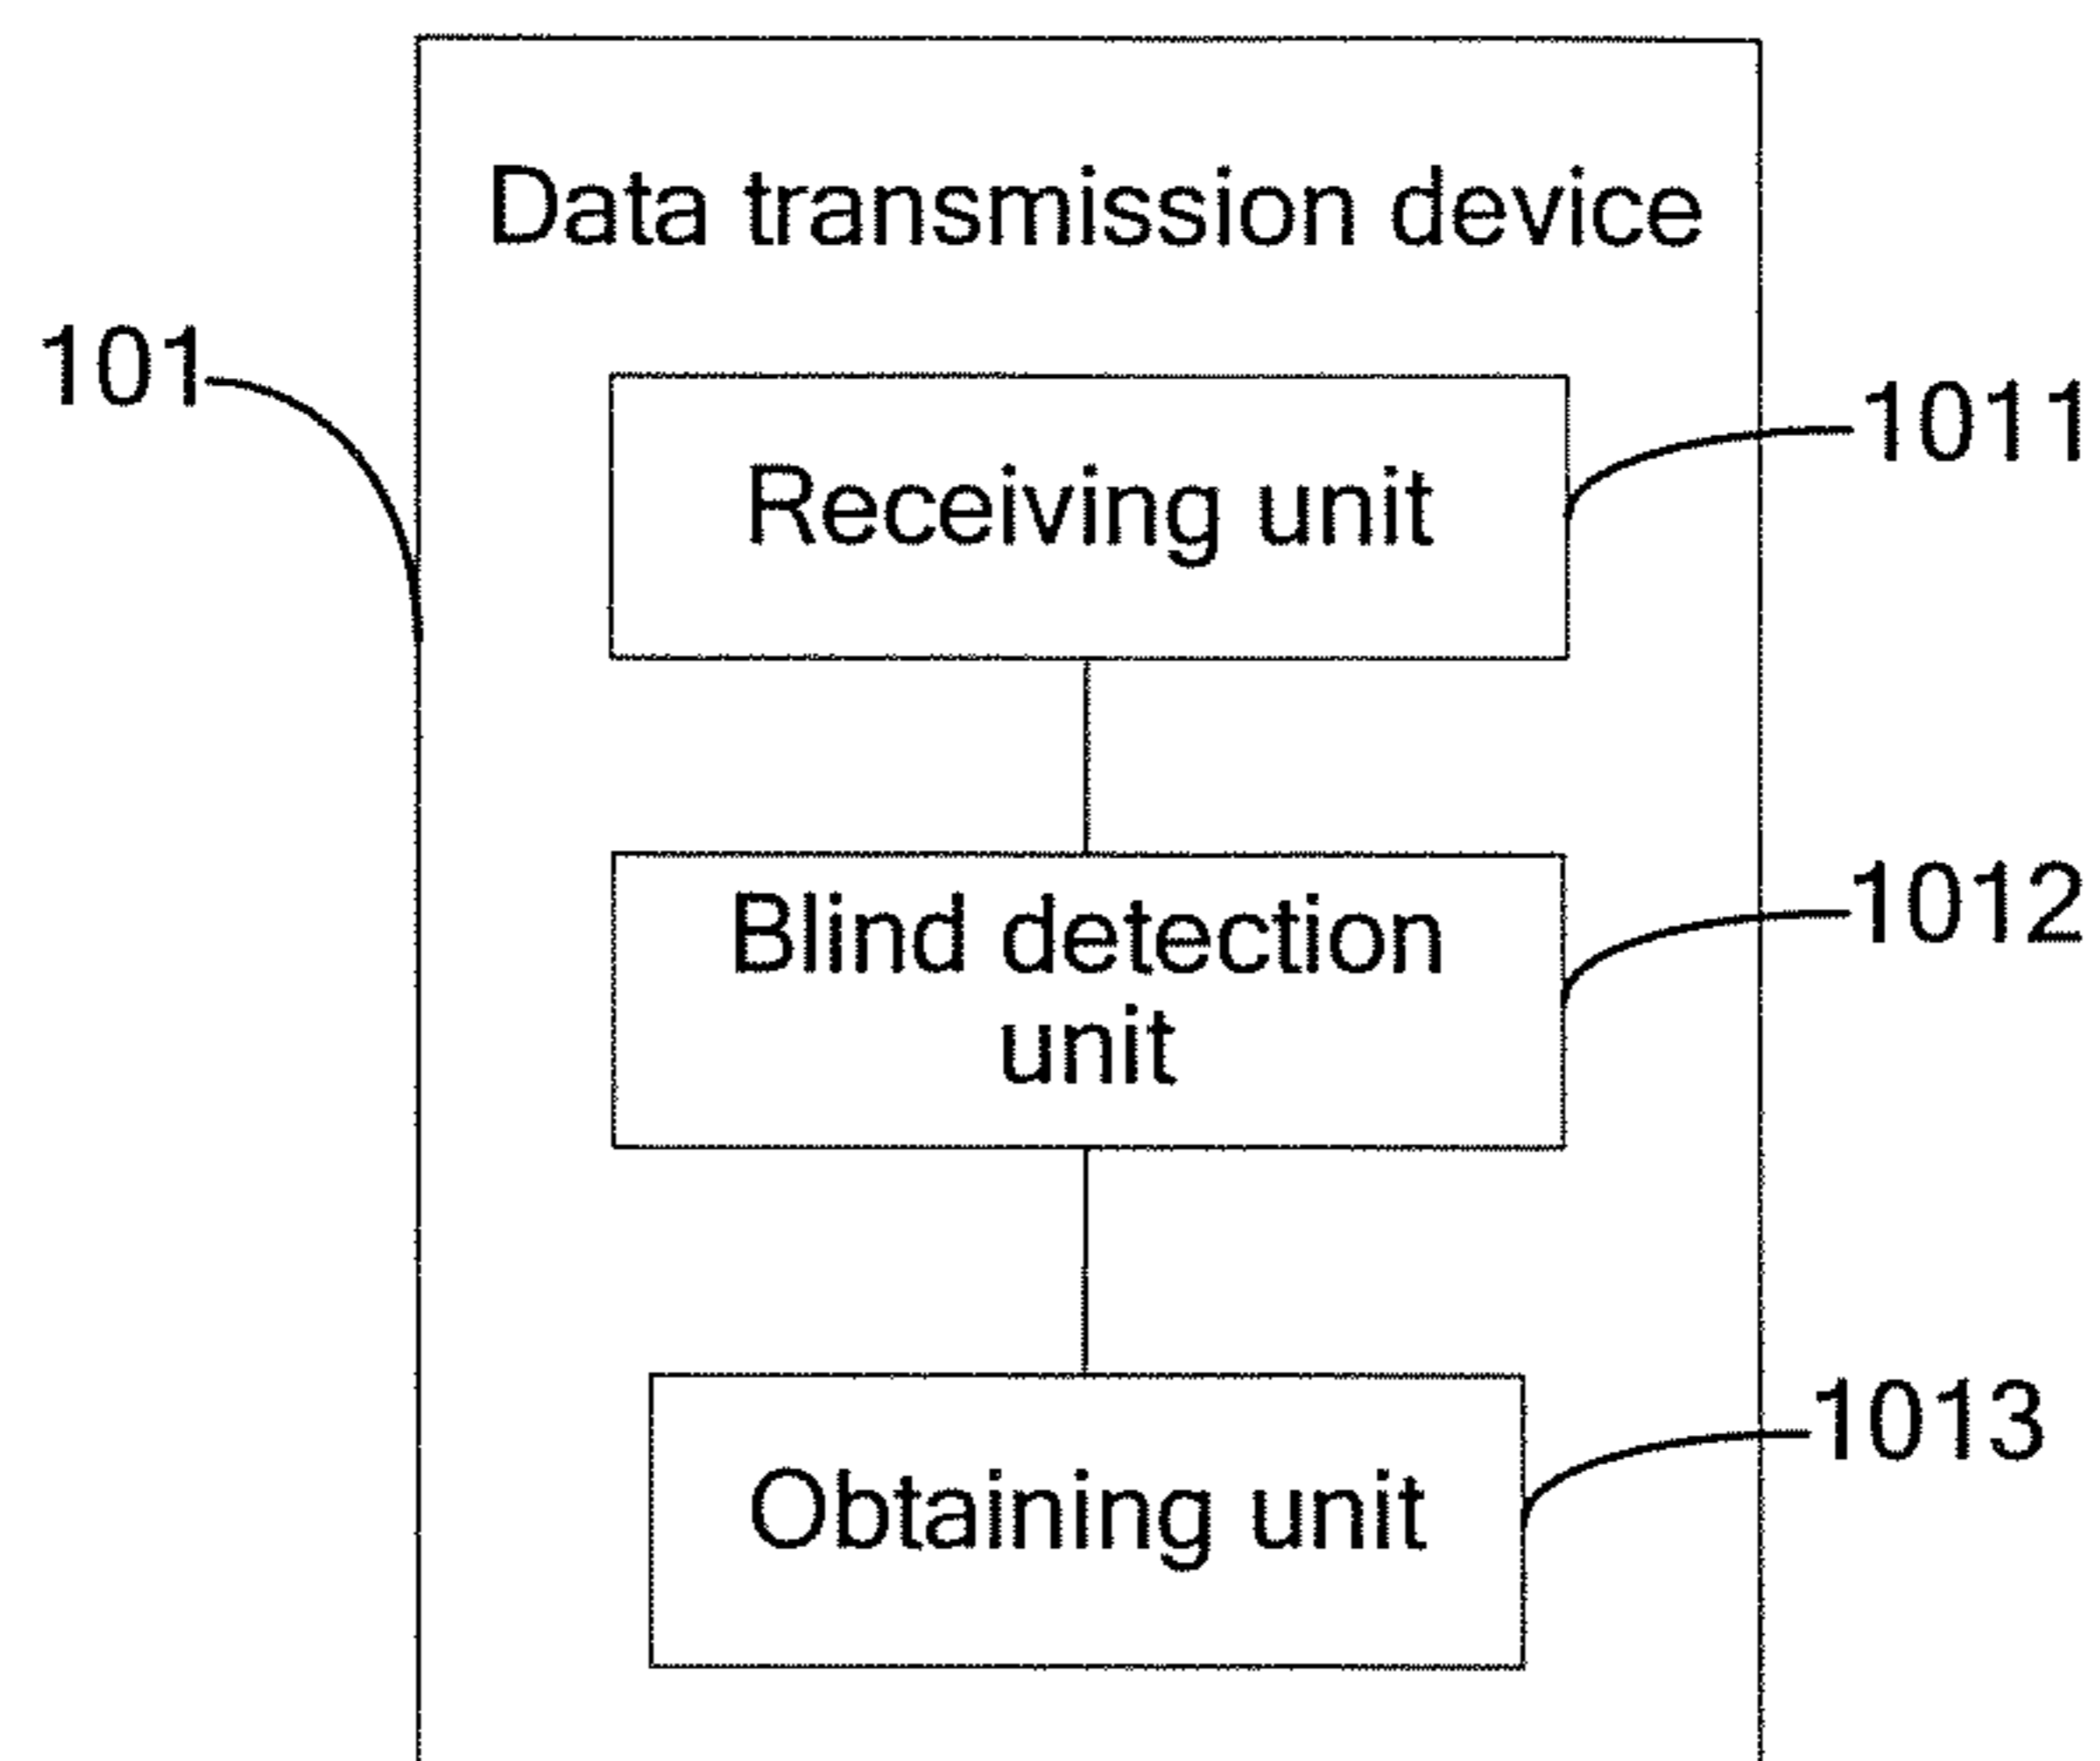 Data transmission device
101
1011
Receiving unit
1012
Blind detection
unit
1013
Obtaining unit